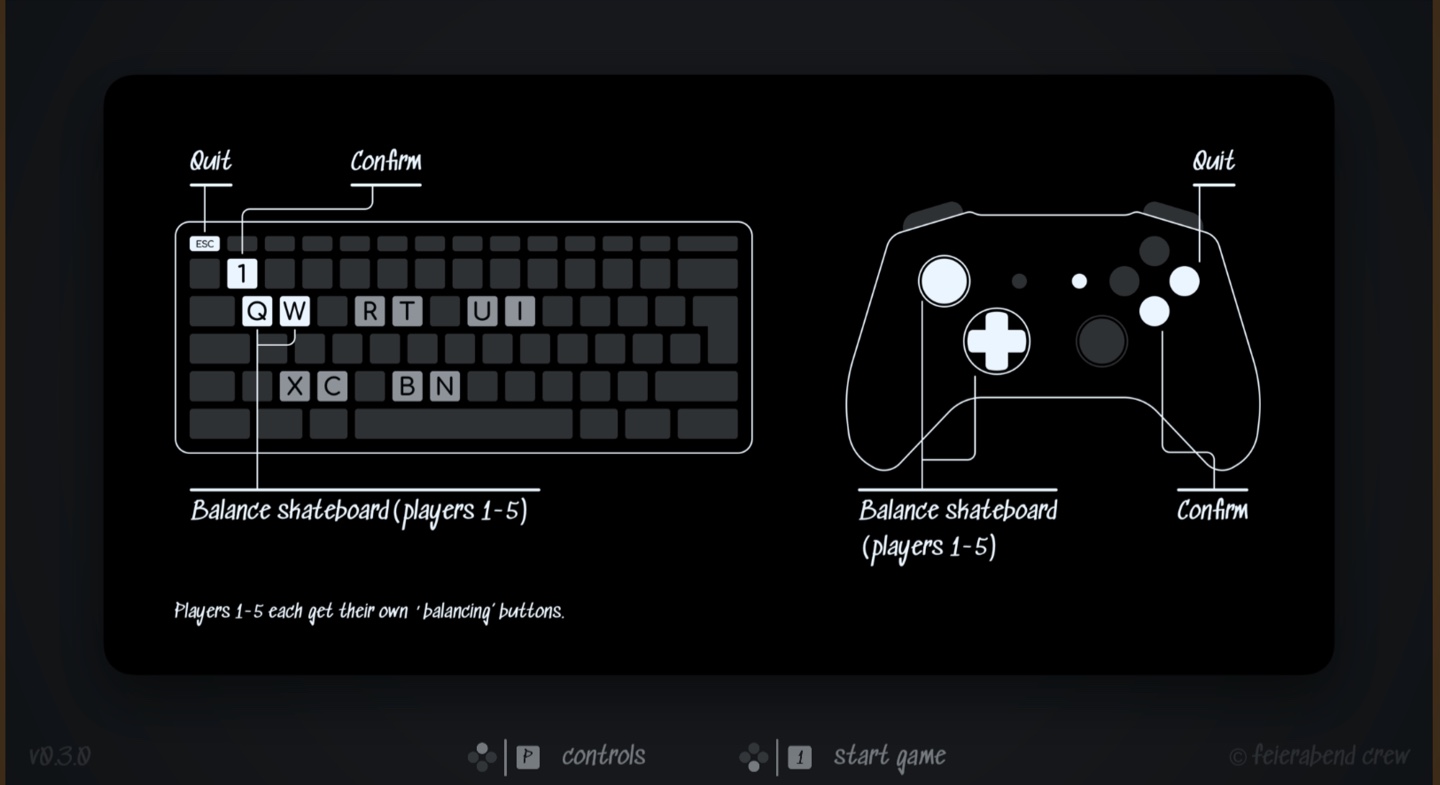 Quit
Confirm
Quit
ESC
1
Q W R T U I
X C B N
Balance skateboard (players 1-5)
Balance skateboard
(players 1-5)
Confirm
Players 1-5 each get their own 'balancing' buttons.
v0.3.0
P controls
1 start game
© feierabend crew